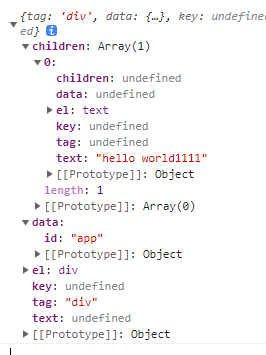 {tag: 'div', data: {…}, key: undefined
ed} i
children: Array(1)
0:
children: undefined
data: undefined
el: text
key: undefined
tag: undefined
text: "hello world1111"
[[Prototype]]: Object
length: 1
[[Prototype]]: Array(0)
data:
id: "app"
[[Prototype]]: Object
el: div
key: undefined
tag: "div"
text: undefined
[[Prototype]]: Object